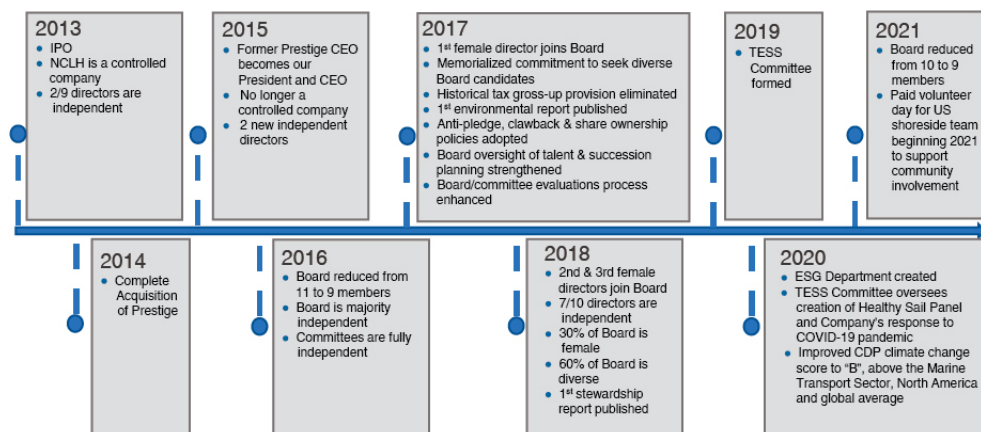 2013
• IPO
• NCLH is a controlled
company
• 2/9 directors are
independent
2014
• Complete
Acquisition
of Prestige
2015
• Former Prestige CEO
becomes our
President and CEO
• No longer a
controlled company
• 2 new independent
directors
2016
• Board reduced from
11 to 9 members
• Board is majority
independent
• Committees are fully
independent
2017
• 1st female director joins Board
• Memorialized commitment to seek diverse
Board candidates
• Historical tax gross-up provision eliminated
• 1st environmental report published
• Anti-pledge, clawback & share ownership
policies adopted
• Board oversight of talent & succession
planning strengthened
• Board/committee evaluations process
enhanced
2018
• 2nd & 3rd female
directors join Board
• 7/10 directors are
independent
• 30% of Board is
female
• 60% of Board is
diverse
• 1st stewardship
report published
2019
• TESS
Committee
formed
2020
• ESG Department created
• TESS Committee oversees
creation of Healthy Sail Panel
and Company's response to
COVID-19 pandemic
• Improved CDP climate change
score to “B”, above the Marine
Transport Sector, North America
and global average
2021
• Board reduced
from 10 to 9
members
• Paid volunteer
day for US
shoreside team
beginning 2021
to support
community
involvement